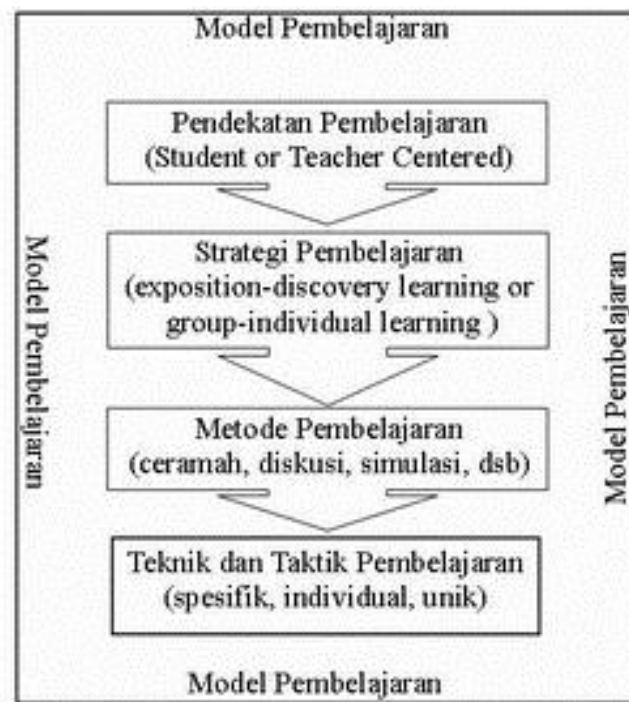 Model Pembelajaran
Pendekatan Pembelajaran
(Student or Teacher Centered)
Strategi Pembelajaran
(exposition-discovery learning or
group-individual learning )
Metode Pembelajaran
(ceramah, diskusi, simulasi, dsb)
Teknik dan Taktik Pembelajaran
(spesifik, individual, unik)
Model Pembelajaran
Model Pembelajaran
Model Pembelajaran